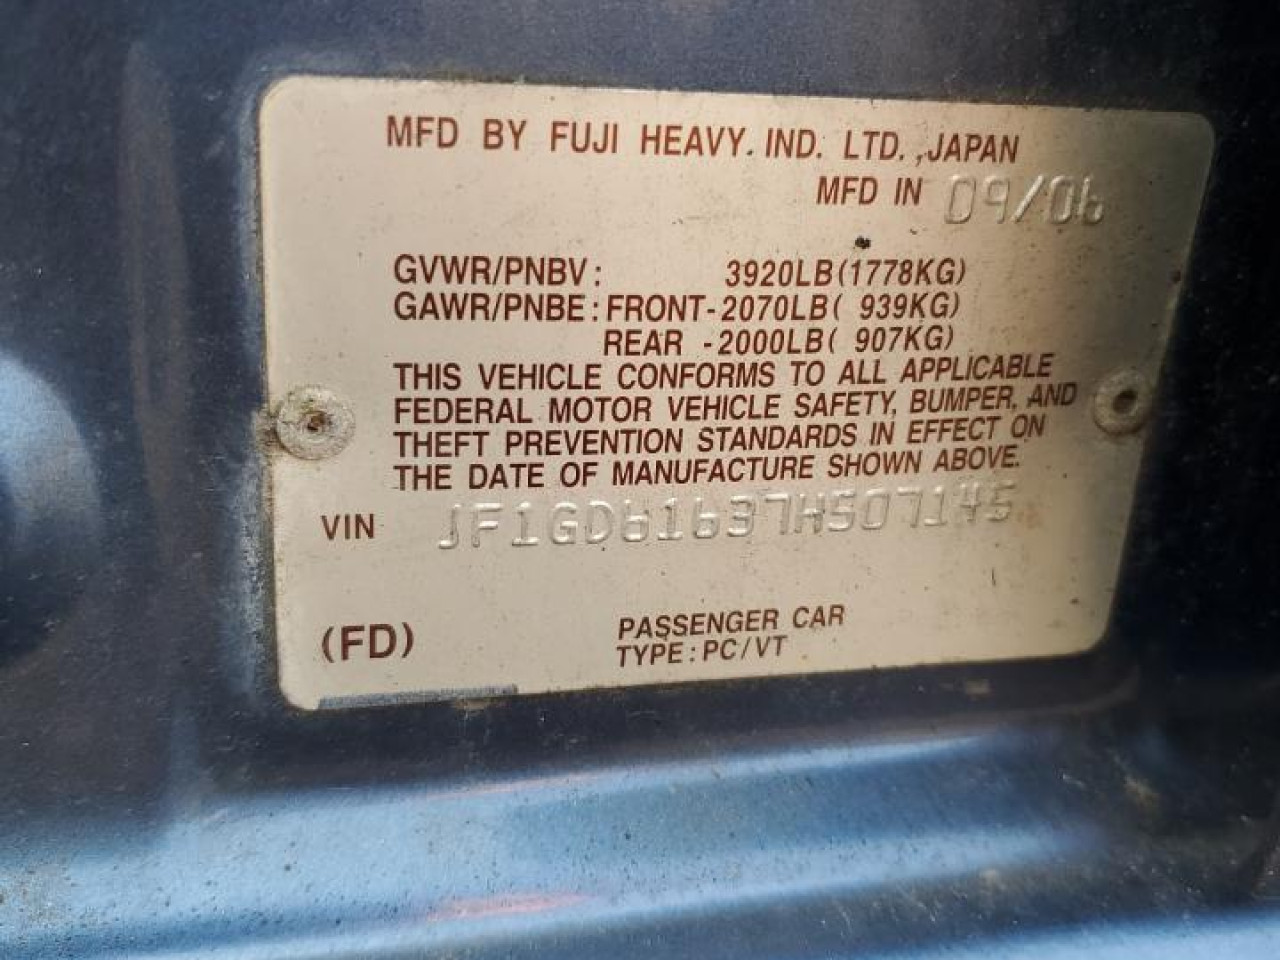 MFD BY FUJI HEAVY. IND. LTD., JAPAN
MFD IN 09/06
GVWR/PNBV: 3920LB(1778KG)
GAWR/PNBE: FRONT-2070LB( 939KG)
REAR -2000LB( 907KG)
THIS VEHICLE CONFORMS TO ALL APPLICABLE
FEDERAL MOTOR VEHICLE SAFETY, BUMPER, AND
THEFT PREVENTION STANDARDS IN EFFECT ON
THE DATE OF MANUFACTURE SHOWN ABOVE.
VIN JF1GD61637H507145
(FD) PASSENGER CAR
TYPE: PC/VT